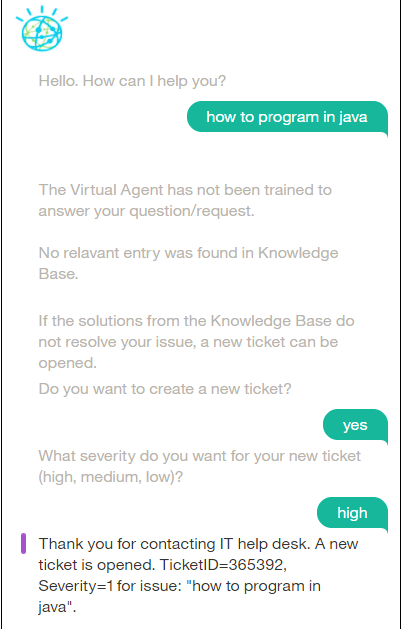 Hello. How can I help you?
how to program in java
The Virtual Agent has not been trained to
answer your question/request.
No relavant entry was found in Knowledge
Base.
If the solutions from the Knowledge Base do
not resolve your issue, a new ticket can be
opened.
Do you want to create a new ticket?
yes
What severity do you want for your new ticket
(high, medium, low)?
high
Thank you for contacting IT help desk. A new
ticket is opened. TicketID=365392,
Severity=1 for issue: "how to program in
java".